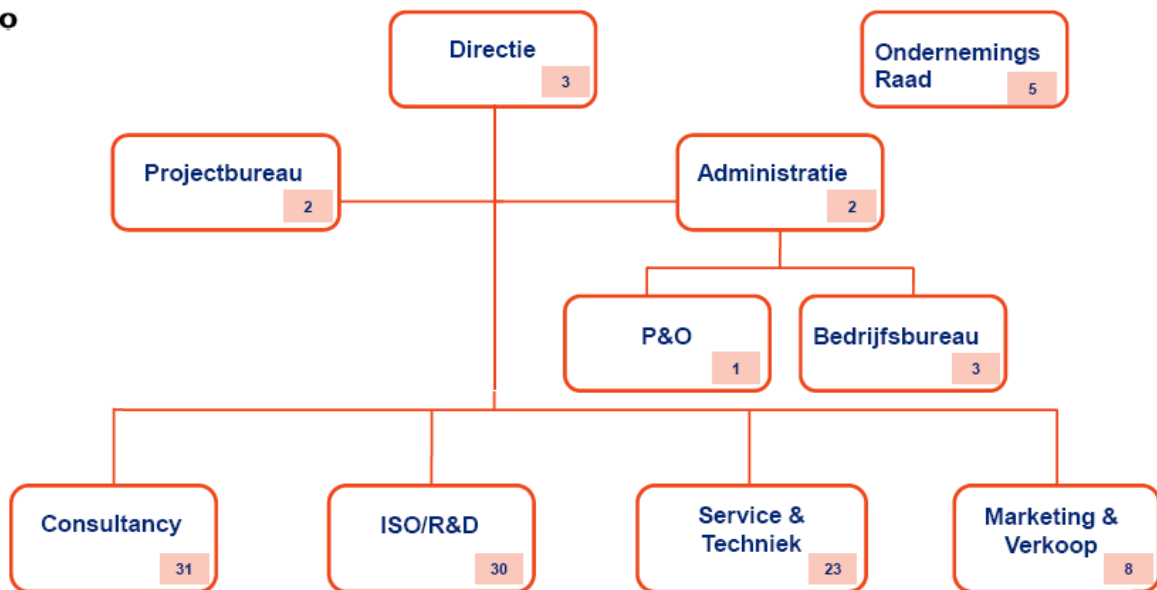 o
Directie
3
Ondernemings
Raad
5
Projectbureau
2
Administratie
2
P&O
1
Bedrijfsbureau
3
Consultancy
31
ISO/R&D
30
Service &
Techniek
23
Marketing &
Verkoop
8